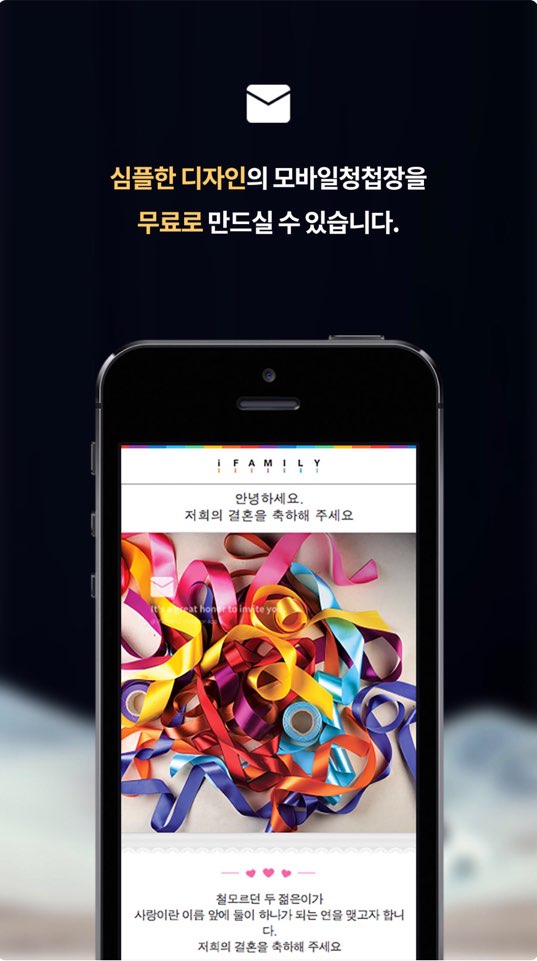 심플한 디자인의 모바일청첩장을
무료로 만드실 수 있습니다.
i FAMILY
안녕하세요.
저희의 결혼을 축하해 주세요
It's a great honor to invite you.
철모르던 두 젊은이가
사랑이란 이름 앞에 둘이 하나가 되는 연을 맺고자 합니
다.
저희의 결혼을 축하해 주세요